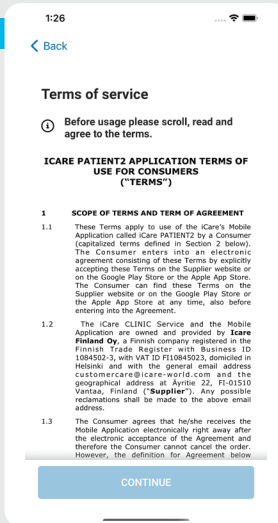 1:26
Back
Terms of service
Before usage please scroll, read and
agree to the terms.
ICARE PATIENT2 APPLICATION TERMS OF
USE FOR CONSUMERS
("TERMS")
1 SCOPE OF TERMS AND TERM OF AGREEMENT
1.1 These Terms apply to use of the iCare's Mobile
Application called iCare PATIENT2 by a Consumer
(capitalized terms defined in Section 2 below).
The Consumer enters into an electronic
agreement consisting of these Terms by explicitly
accepting these Terms on the Supplier website or
on the Google Play Store or the Apple App Store.
The Consumer can find these Terms on the
Supplier website or on the Google Play Store or
the Apple App Store at any time, also before
entering into the Agreement.
1.2 The iCare CLINIC Service and the Mobile
Application are owned and provided by Icare
Finland Oy, a Finnish company registered in the
Finnish Trade Register with Business ID
1084502-3, with VAT ID FI10845023, domiciled in
Helsinki and with the general email address
customercare@icare-world.com and the
geographical address at Äyritie 22, FI-01510
Vantaa, Finland ("Supplier"). Any possible
reclamations shall be made to the above email
address.
1.3 The Consumer agrees that he/she receives the
Mobile Application electronically right away after
the electronic acceptance of the Agreement and
therefore the Consumer cannot cancel the order.
However, the definition for Agreement below
CONTINUE